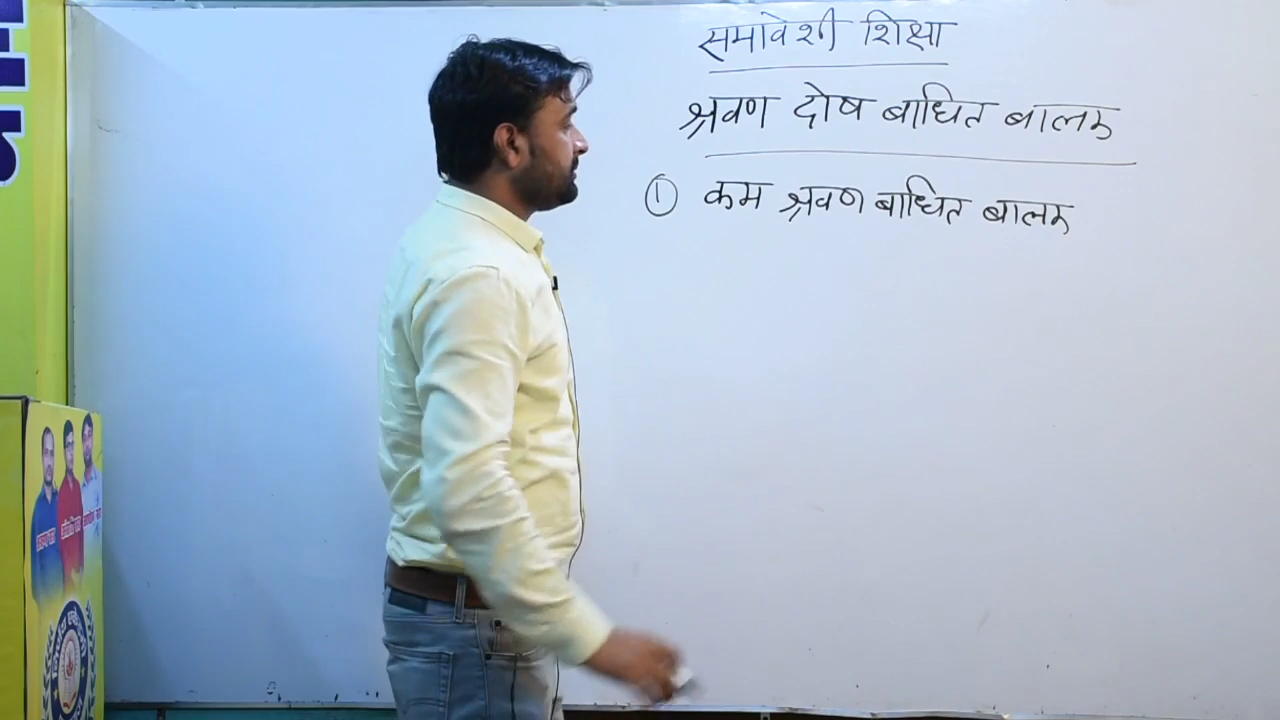 समावेशी शिक्षा
श्रवण दोष बाधित बालक
① कम श्रवण बाधित बालक